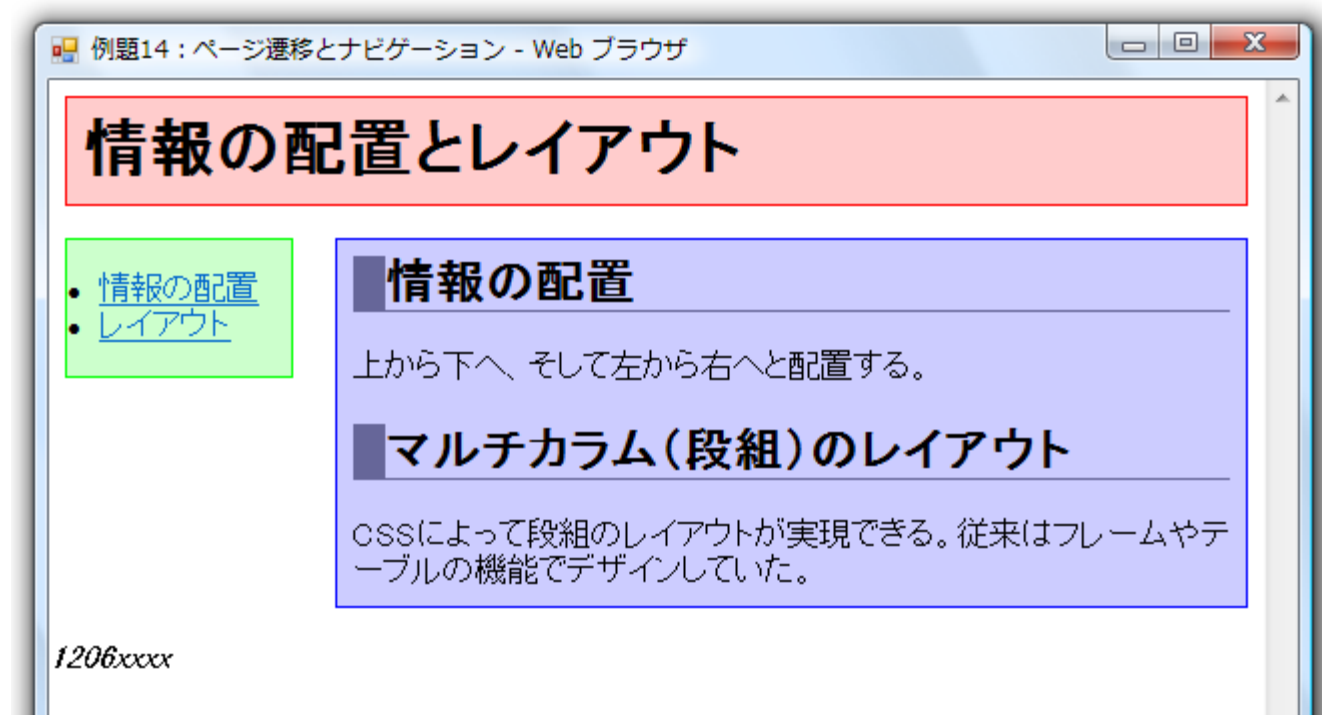 例題14：ページ遷移とナビゲーション - Web ブラウザ
情報の配置とレイアウト
情報の配置
レイアウト
情報の配置
上から下へ、そして左から右へと配置する。
マルチカラム（段組）のレイアウト
CSSによって段組のレイアウトが実現できる。従来はフレームやテ
ーブルの機能でデザインしていた。
1206xxxx